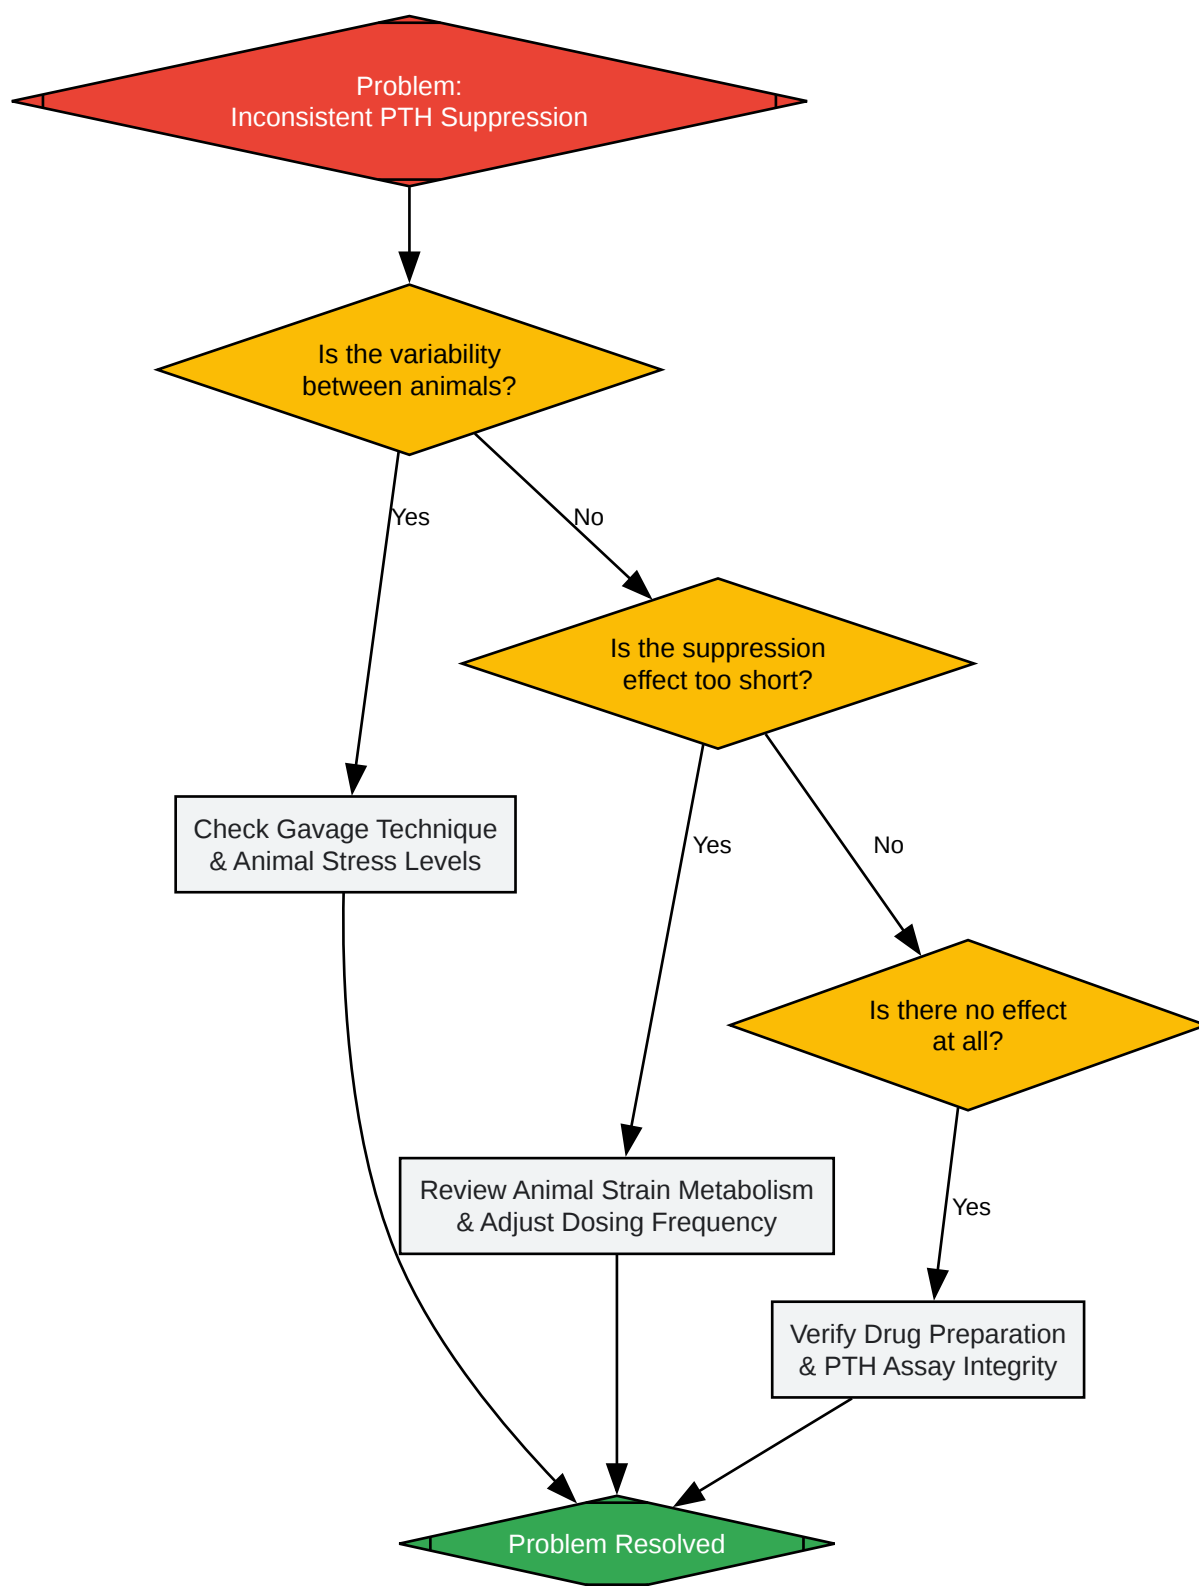 Problem:
Inconsistent PTH Suppression
Is the variability
between animals?
Yes
No
Is the suppression
effect too short?
Check Gavage Technique
& Animal Stress Levels
Yes
No
Is there no effect
at all?
Review Animal Strain Metabolism
& Adjust Dosing Frequency
Yes
Verify Drug Preparation
& PTH Assay Integrity
Problem Resolved